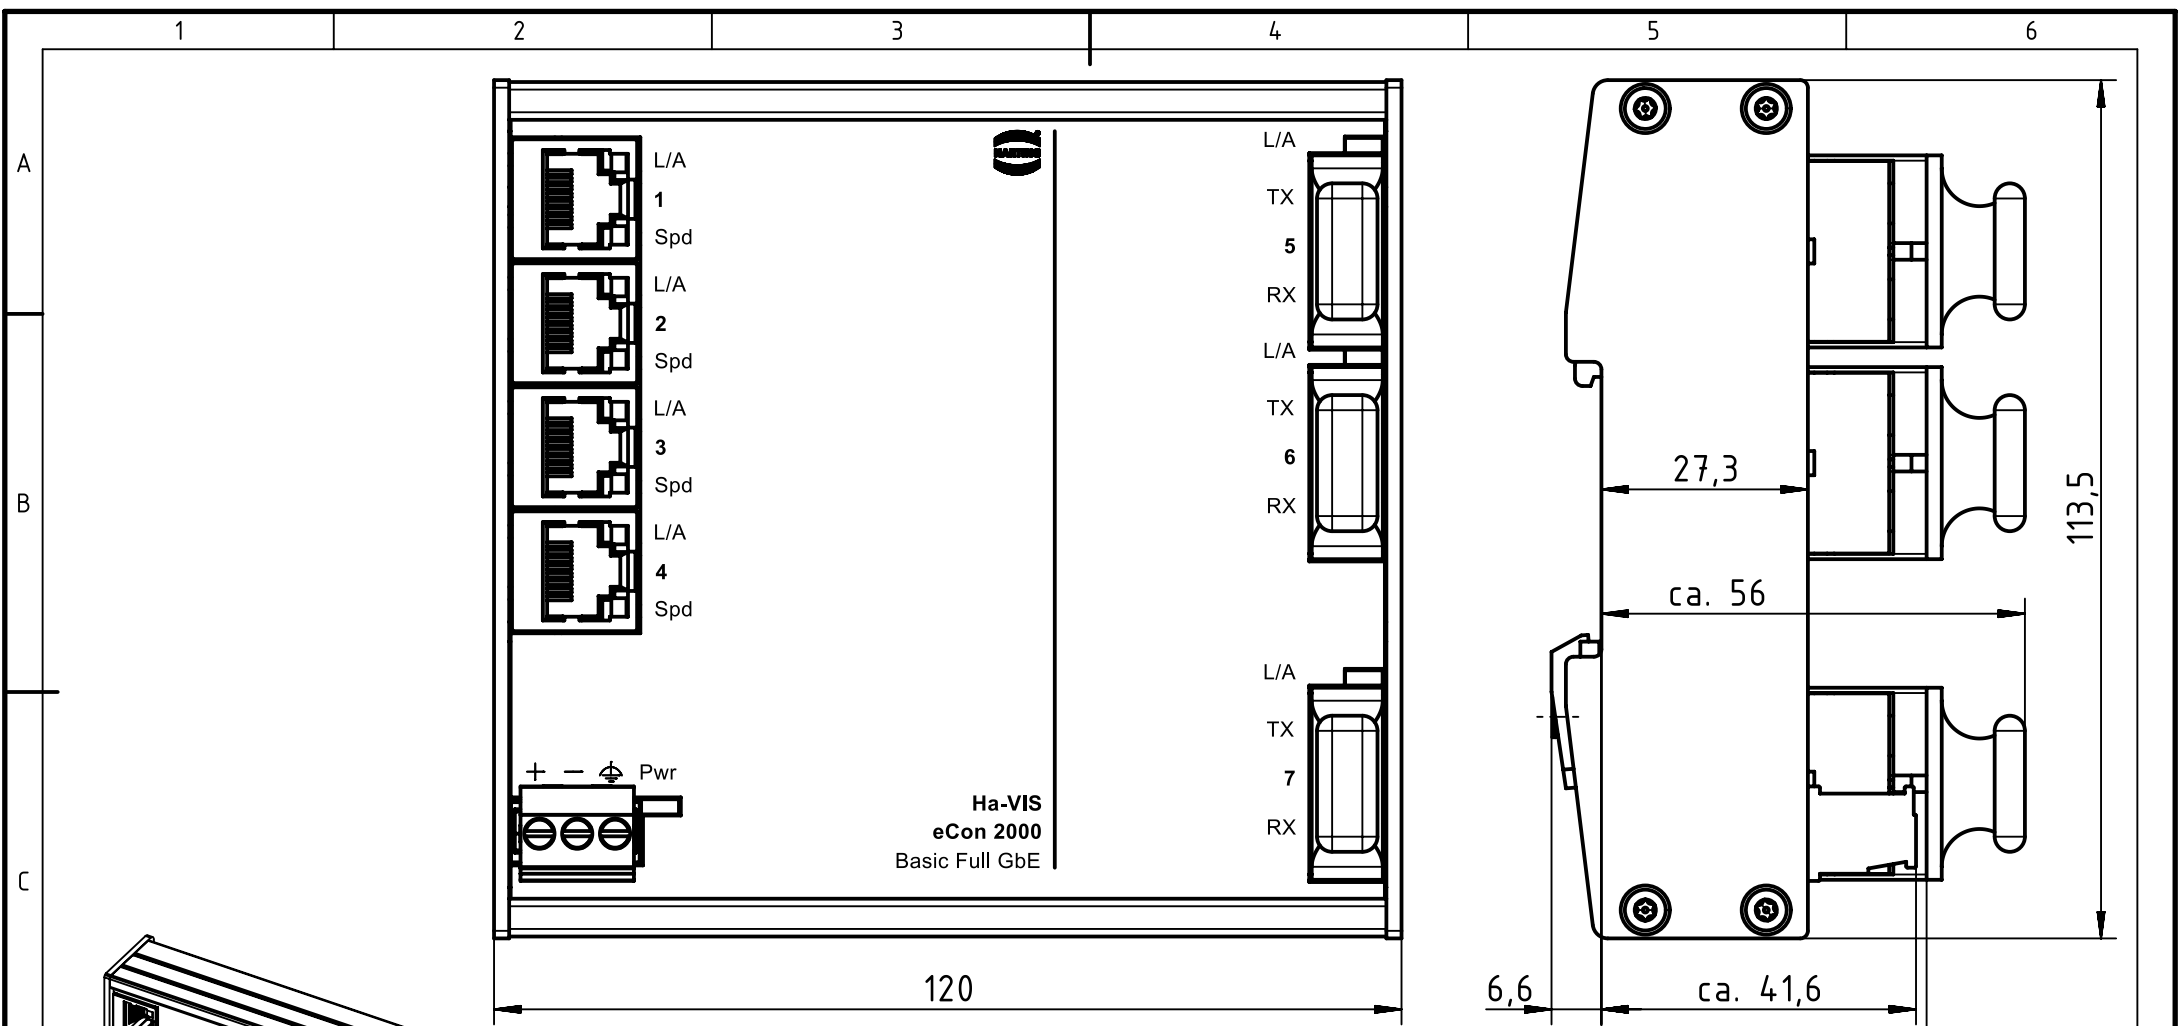 1 2 3 4 5 6
A
B
C
L/A
1
Spd
L/A
2
Spd
L/A
3
Spd
L/A
4
Spd
+ − Pwr
HARTING
Ha-VIS
eCon 2000
Basic Full GbE
L/A
TX
5
RX
L/A
TX
6
RX
L/A
TX
7
RX
120
27,3
ca. 56
113,5
6,6
ca. 41,6